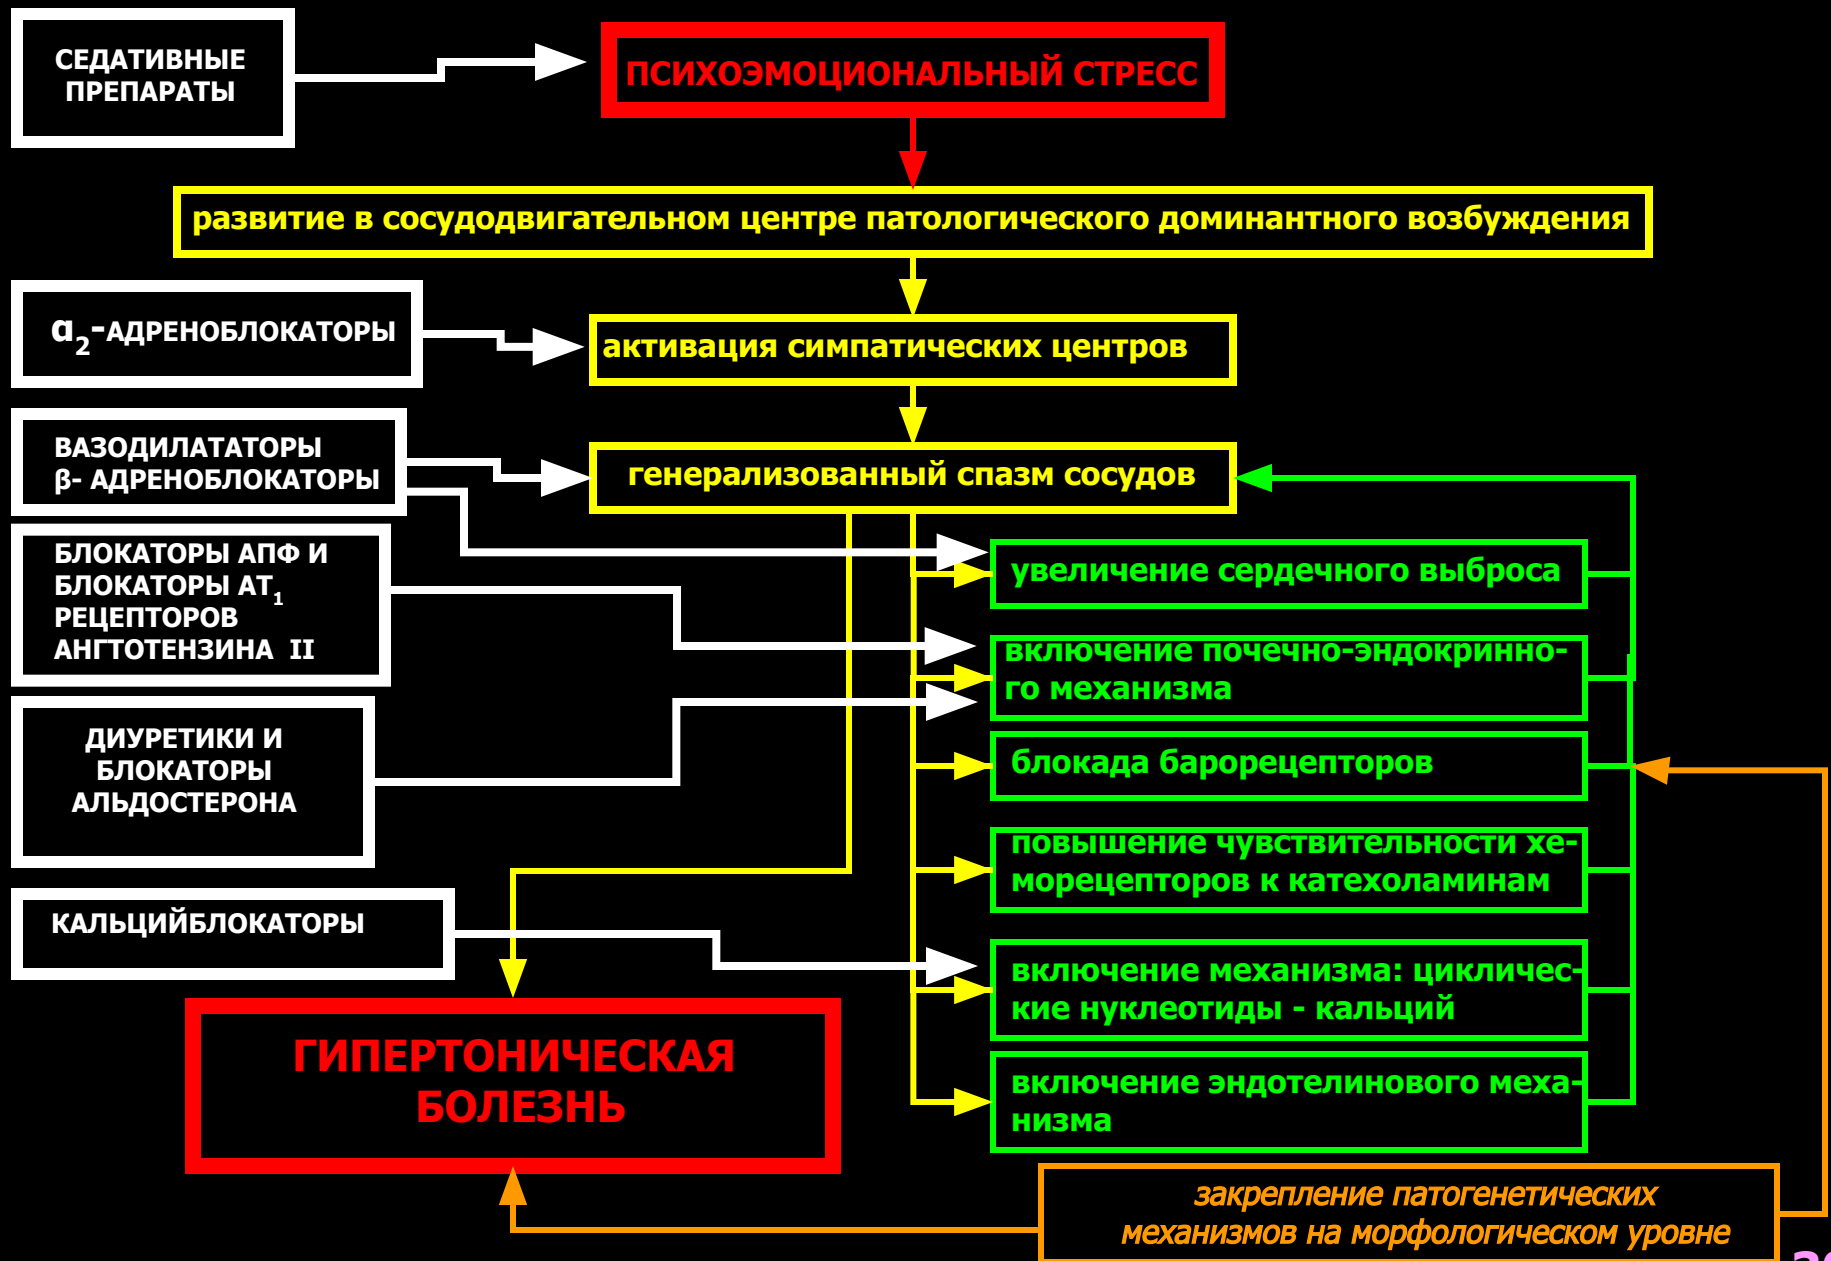 СЕДАТИВНЫЕ
ПРЕПАРАТЫ
ПСИХОЭМОЦИОНАЛЬНЫЙ СТРЕСС
развитие в сосудодвигательном центре патологического доминантного возбуждения
α2-АДРЕНОБЛОКАТОРЫ
активация симпатических центров
ВАЗОДИЛАТАТОРЫ
β- АДРЕНОБЛОКАТОРЫ
генерализованный спазм сосудов
БЛОКАТОРЫ АПФ И
БЛОКАТОРЫ АТ1
РЕЦЕПТОРОВ
АНГТОТЕНЗИНА II
увеличение сердечного выброса
включение почечно-эндокринно-
го механизма
ДИУРЕТИКИ И
БЛОКАТОРЫ
АЛЬДОСТЕРОНА
блокада барорецепторов
повышение чувствительности хе-
морецепторов к катехоламинам
КАЛЬЦИЙБЛОКАТОРЫ
включение механизма: цикличес-
кие нуклеотиды - кальций
ГИПЕРТОНИЧЕСКАЯ
БОЛЕЗНЬ
включение эндотелинового меха-
низма
закрепление патогенетических
механизмов на морфологическом уровне